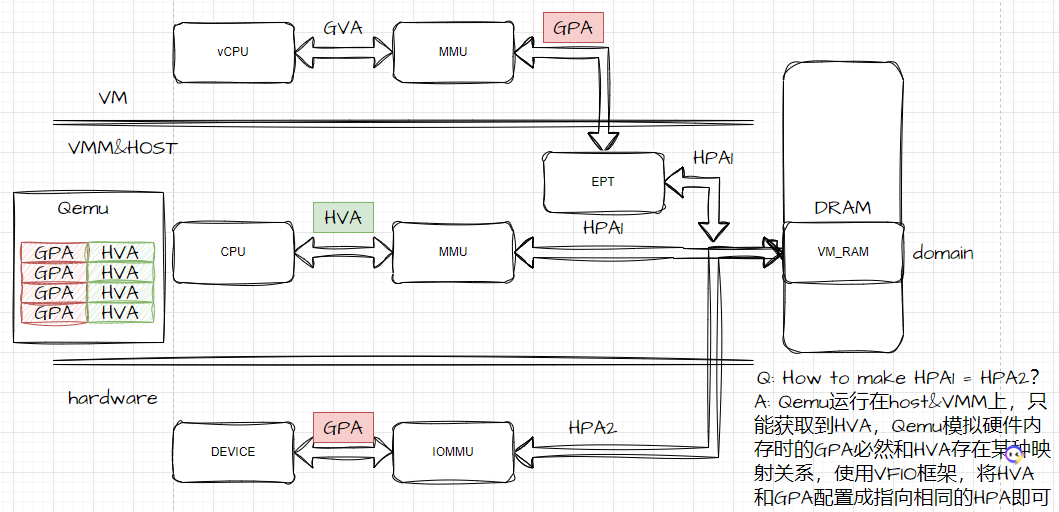 GVA
GPA
vCPU
MMU
VM
VMM&HOST
HPA1
EPT
Qemu
HVA
HPA1
DRAM
GPA HVA
GPA HVA
GPA HVA
GPA HVA
CPU
MMU
VM_RAM
domain
hardware
GPA
HPA2
DEVICE
IOMMU
Q: How to make HPA1 = HPA2?
A: Qemu运行在host&VMM上，只
能获取到HVA，Qemu模拟硬件内
存时的GPA必然和HVA存在某种映
射关系，使用VFIO框架，将HVA
和GPA配置成指向相同的HPA即可